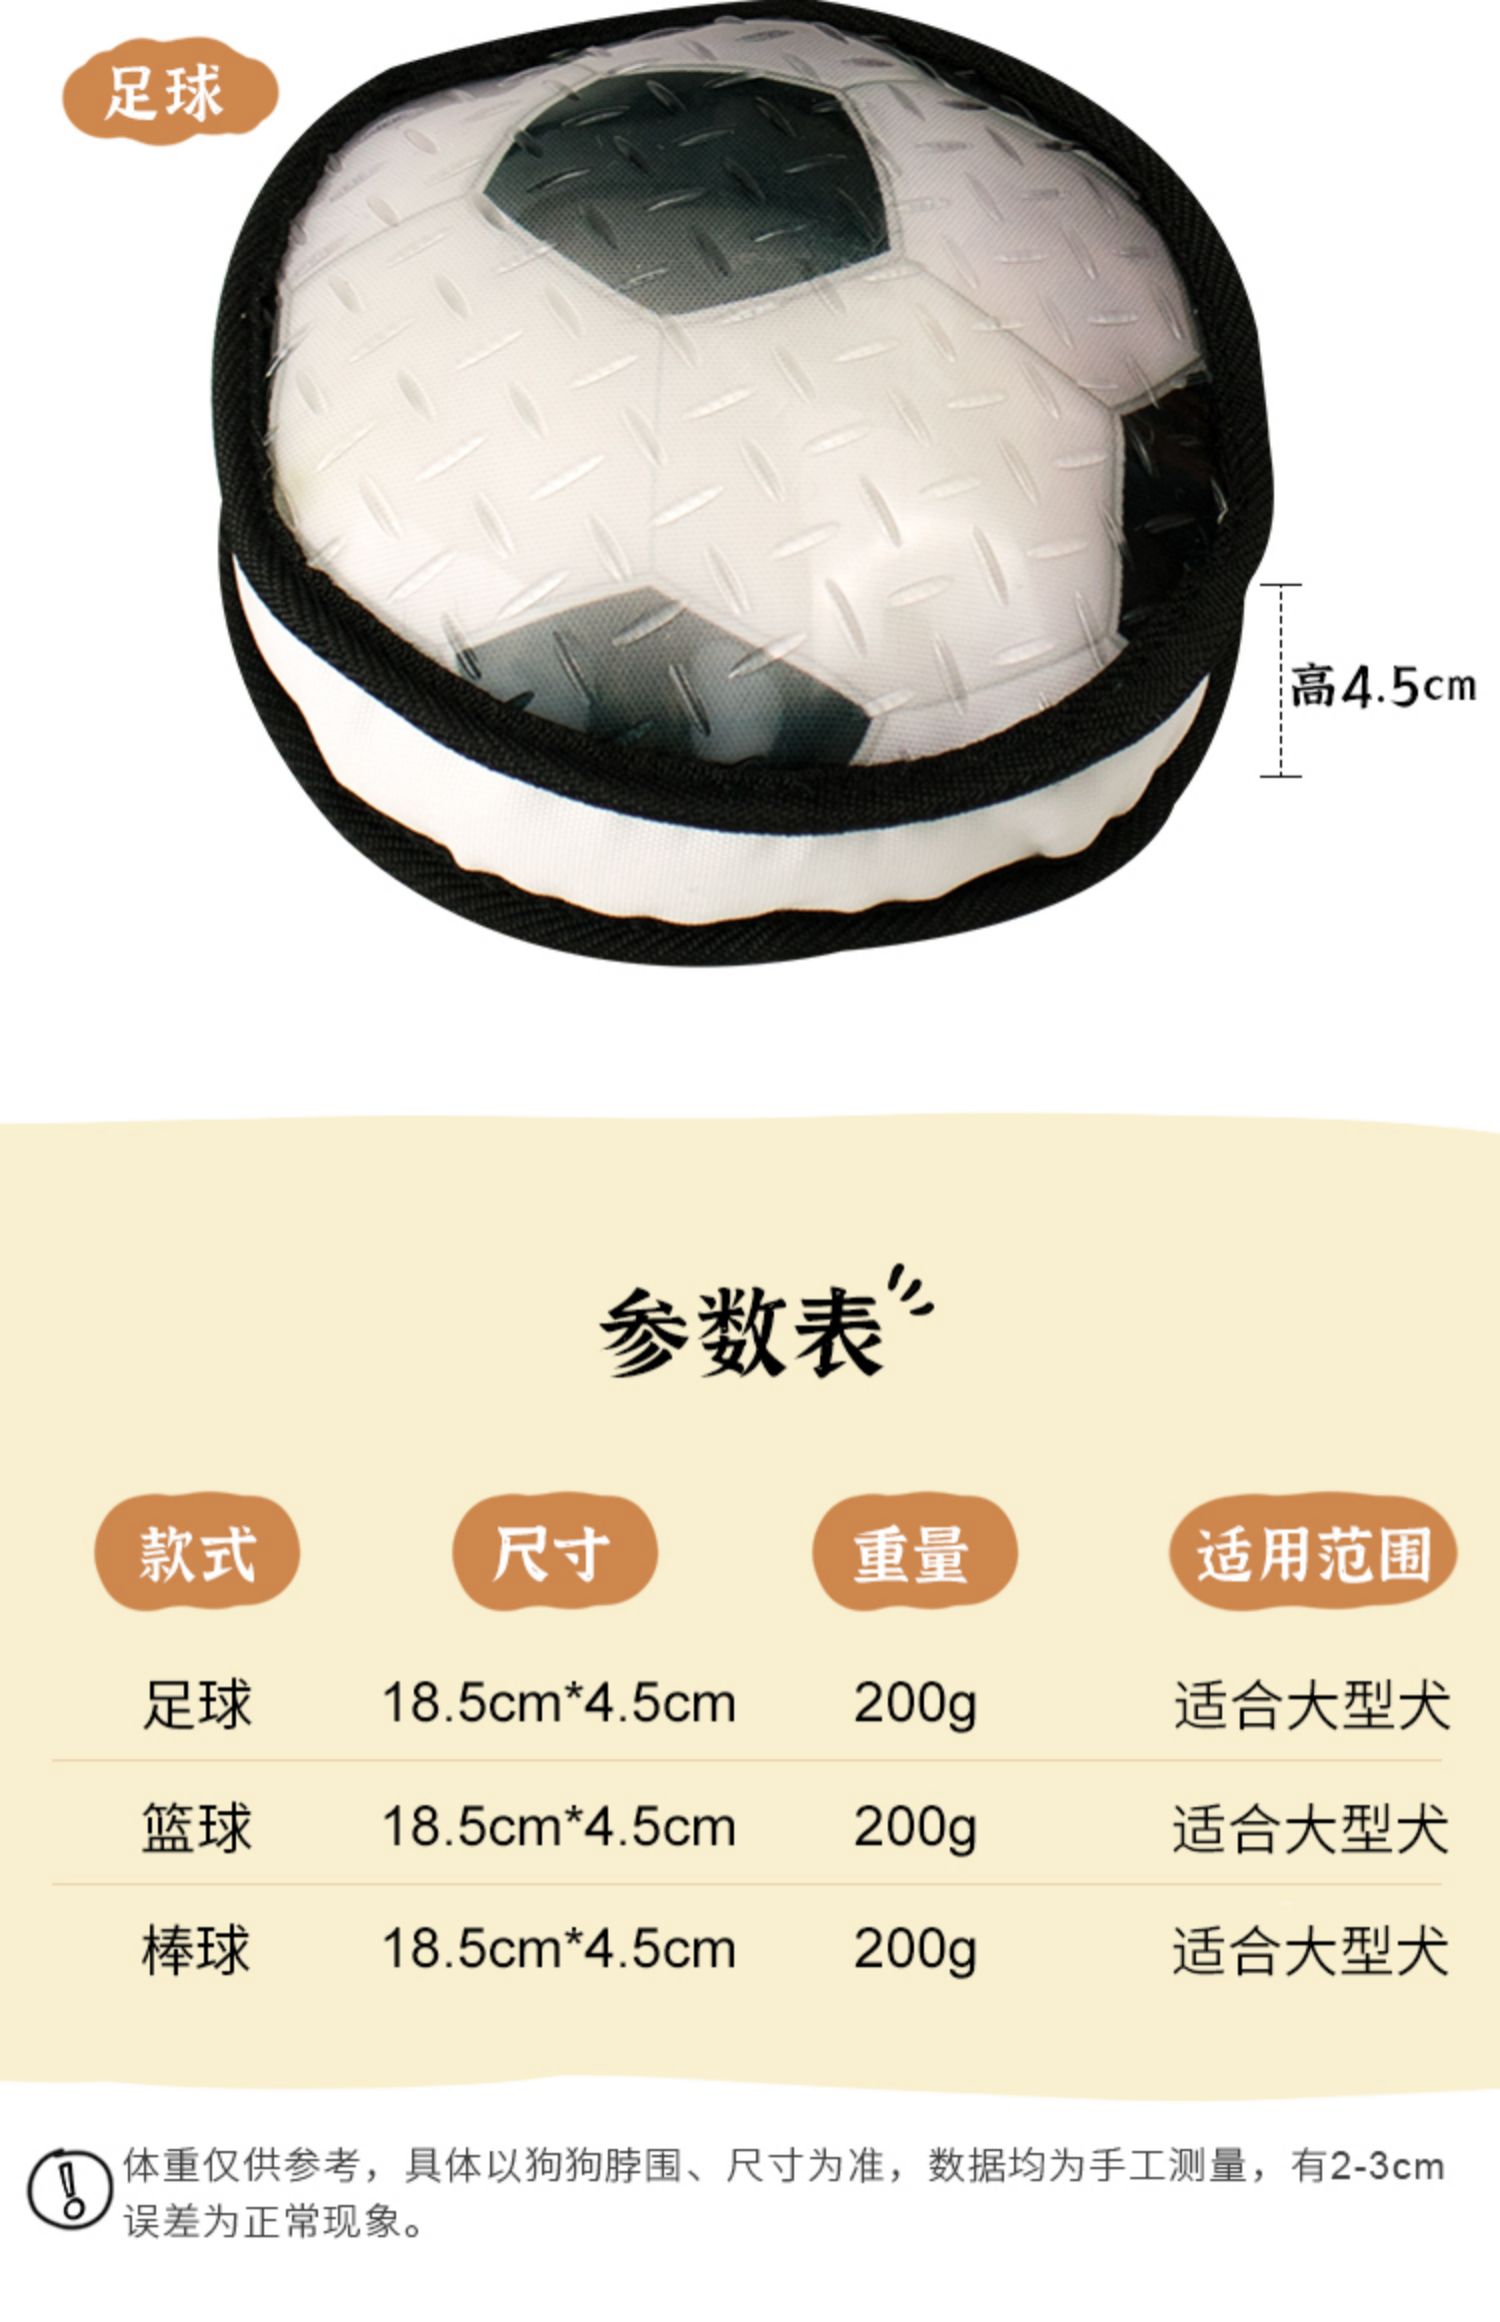 足球
高4.5cm
参数表
款式 尺寸 重量 适用范围
足球 18.5cm*4.5cm 200g 适合大型犬
篮球 18.5cm*4.5cm 200g 适合大型犬
棒球 18.5cm*4.5cm 200g 适合大型犬
体重仅供参考，具体以狗狗脖围、尺寸为准，数据均为手工测量，有2-3cm
误差为正常现象。